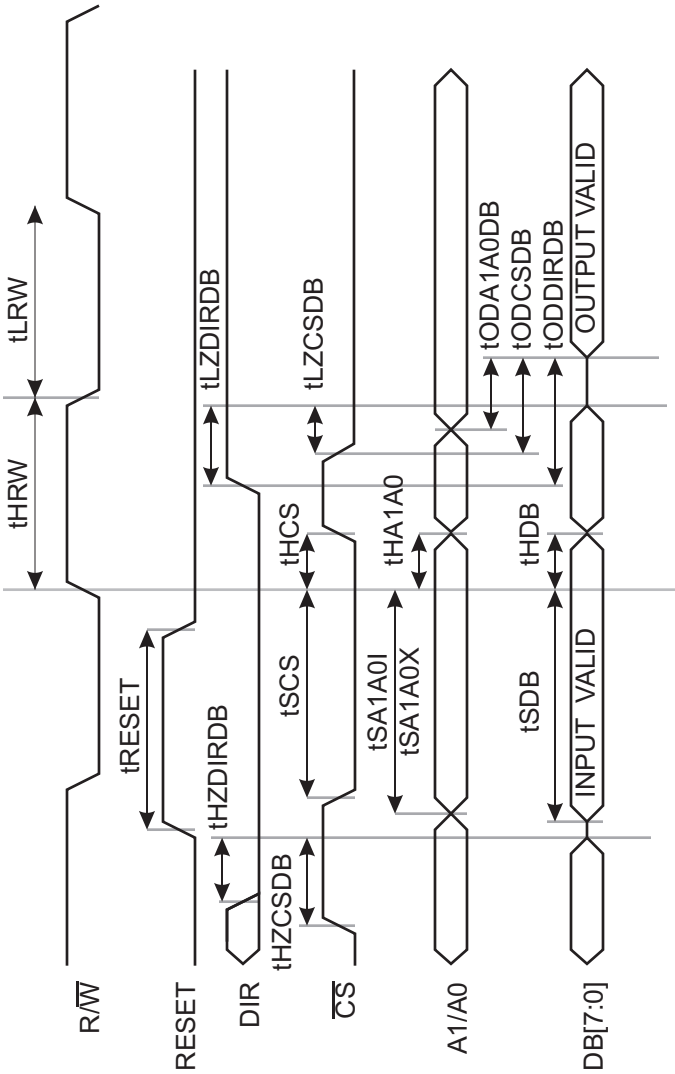 R/W
tHRW
tLRW
RESET
tRESET
DIR
tHZDIRDB
tLZDIRDB
CS
tHZCSDB
tSCS
tHCS
tLZCSDB
A1/A0
tSA1A0I
tSA1A0X
tHA1A0
tODA1A0DB
tODCSDB
tODDIRDB
DB[7:0]
tSDB
tHDB
INPUT VALID
OUTPUT VALID